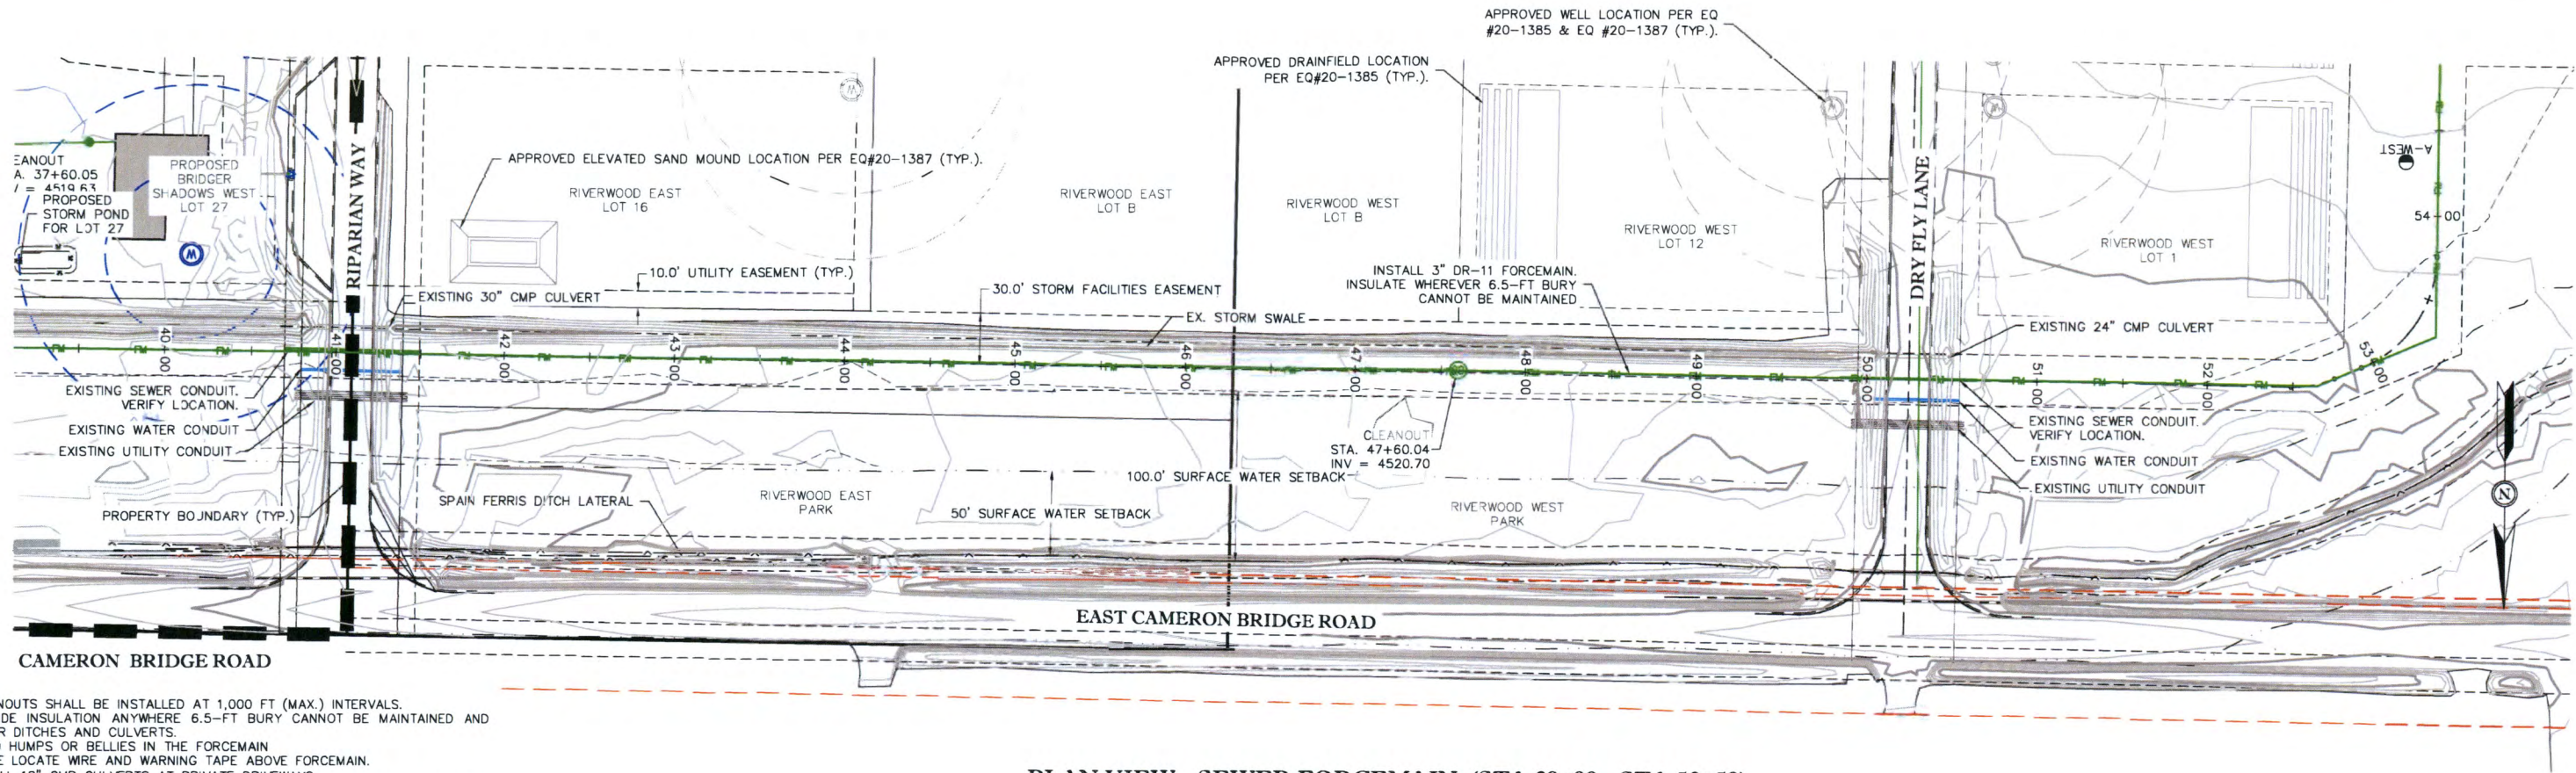 APPROVED WELL LOCATION PER EQ
#20-1385 & EQ #20-1387 (TYP.).
APPROVED DRAINFIELD LOCATION
PER EQ#20-1385 (TYP.).
EANOUT
A. 37+60.05
= 4519.63
PROPOSED
STORM POND
FOR LOT 27
PROPOSED
BRIDGER
SHADOWS WEST
LOT 27
W
RIPARIAN WAY
APPROVED ELEVATED SAND MOUND LOCATION PER EQ#20-1387 (TYP.).
RIVERWOOD EAST
LOT 16
W
RIVERWOOD EAST
LOT B
RIVERWOOD WEST
LOT B
RIVERWOOD WEST
LOT 12
W
DRY FLY LANE
W
RIVERWOOD WEST
LOT 1
A-WEST
54+00
10.0' UTILITY EASEMENT (TYP.)
EXISTING 30" CMP CULVERT
30.0' STORM FACILITIES EASEMENT
EX. STORM SWALE
INSTALL 3" DR-11 FORCEMAIN.
INSULATE WHEREVER 6.5-FT BURY
CANNOT BE MAINTAINED
EXISTING 24" CMP CULVERT
40+00
41+00
42+00
43+00
44+00
45+00
46+00
47+00
48+00
49+00
50+00
51+00
52+00
53+00
EXISTING SEWER CONDUIT.
VERIFY LOCATION.
EXISTING WATER CONDUIT
EXISTING UTILITY CONDUIT
CLEANOUT
STA. 47+60.04
INV = 4520.70
EXISTING SEWER CONDUIT.
VERIFY LOCATION.
EXISTING WATER CONDUIT
EXISTING UTILITY CONDUIT
PROPERTY BOUNDARY (TYP.)
SPAIN FERRIS DITCH LATERAL
RIVERWOOD EAST
PARK
50' SURFACE WATER SETBACK
100.0' SURFACE WATER SETBACK
RIVERWOOD WEST
PARK
N
EAST CAMERON BRIDGE ROAD
CAMERON BRIDGE ROAD
NOUTS SHALL BE INSTALLED AT 1,000 FT (MAX.) INTERVALS.
DE INSULATION ANYWHERE 6.5-FT BURY CANNOT BE MAINTAINED AND
R DITCHES AND CULVERTS.
HUMPS OR BELLIES IN THE FORCEMAIN
E LOCATE WIRE AND WARNING TAPE ABOVE FORCEMAIN.